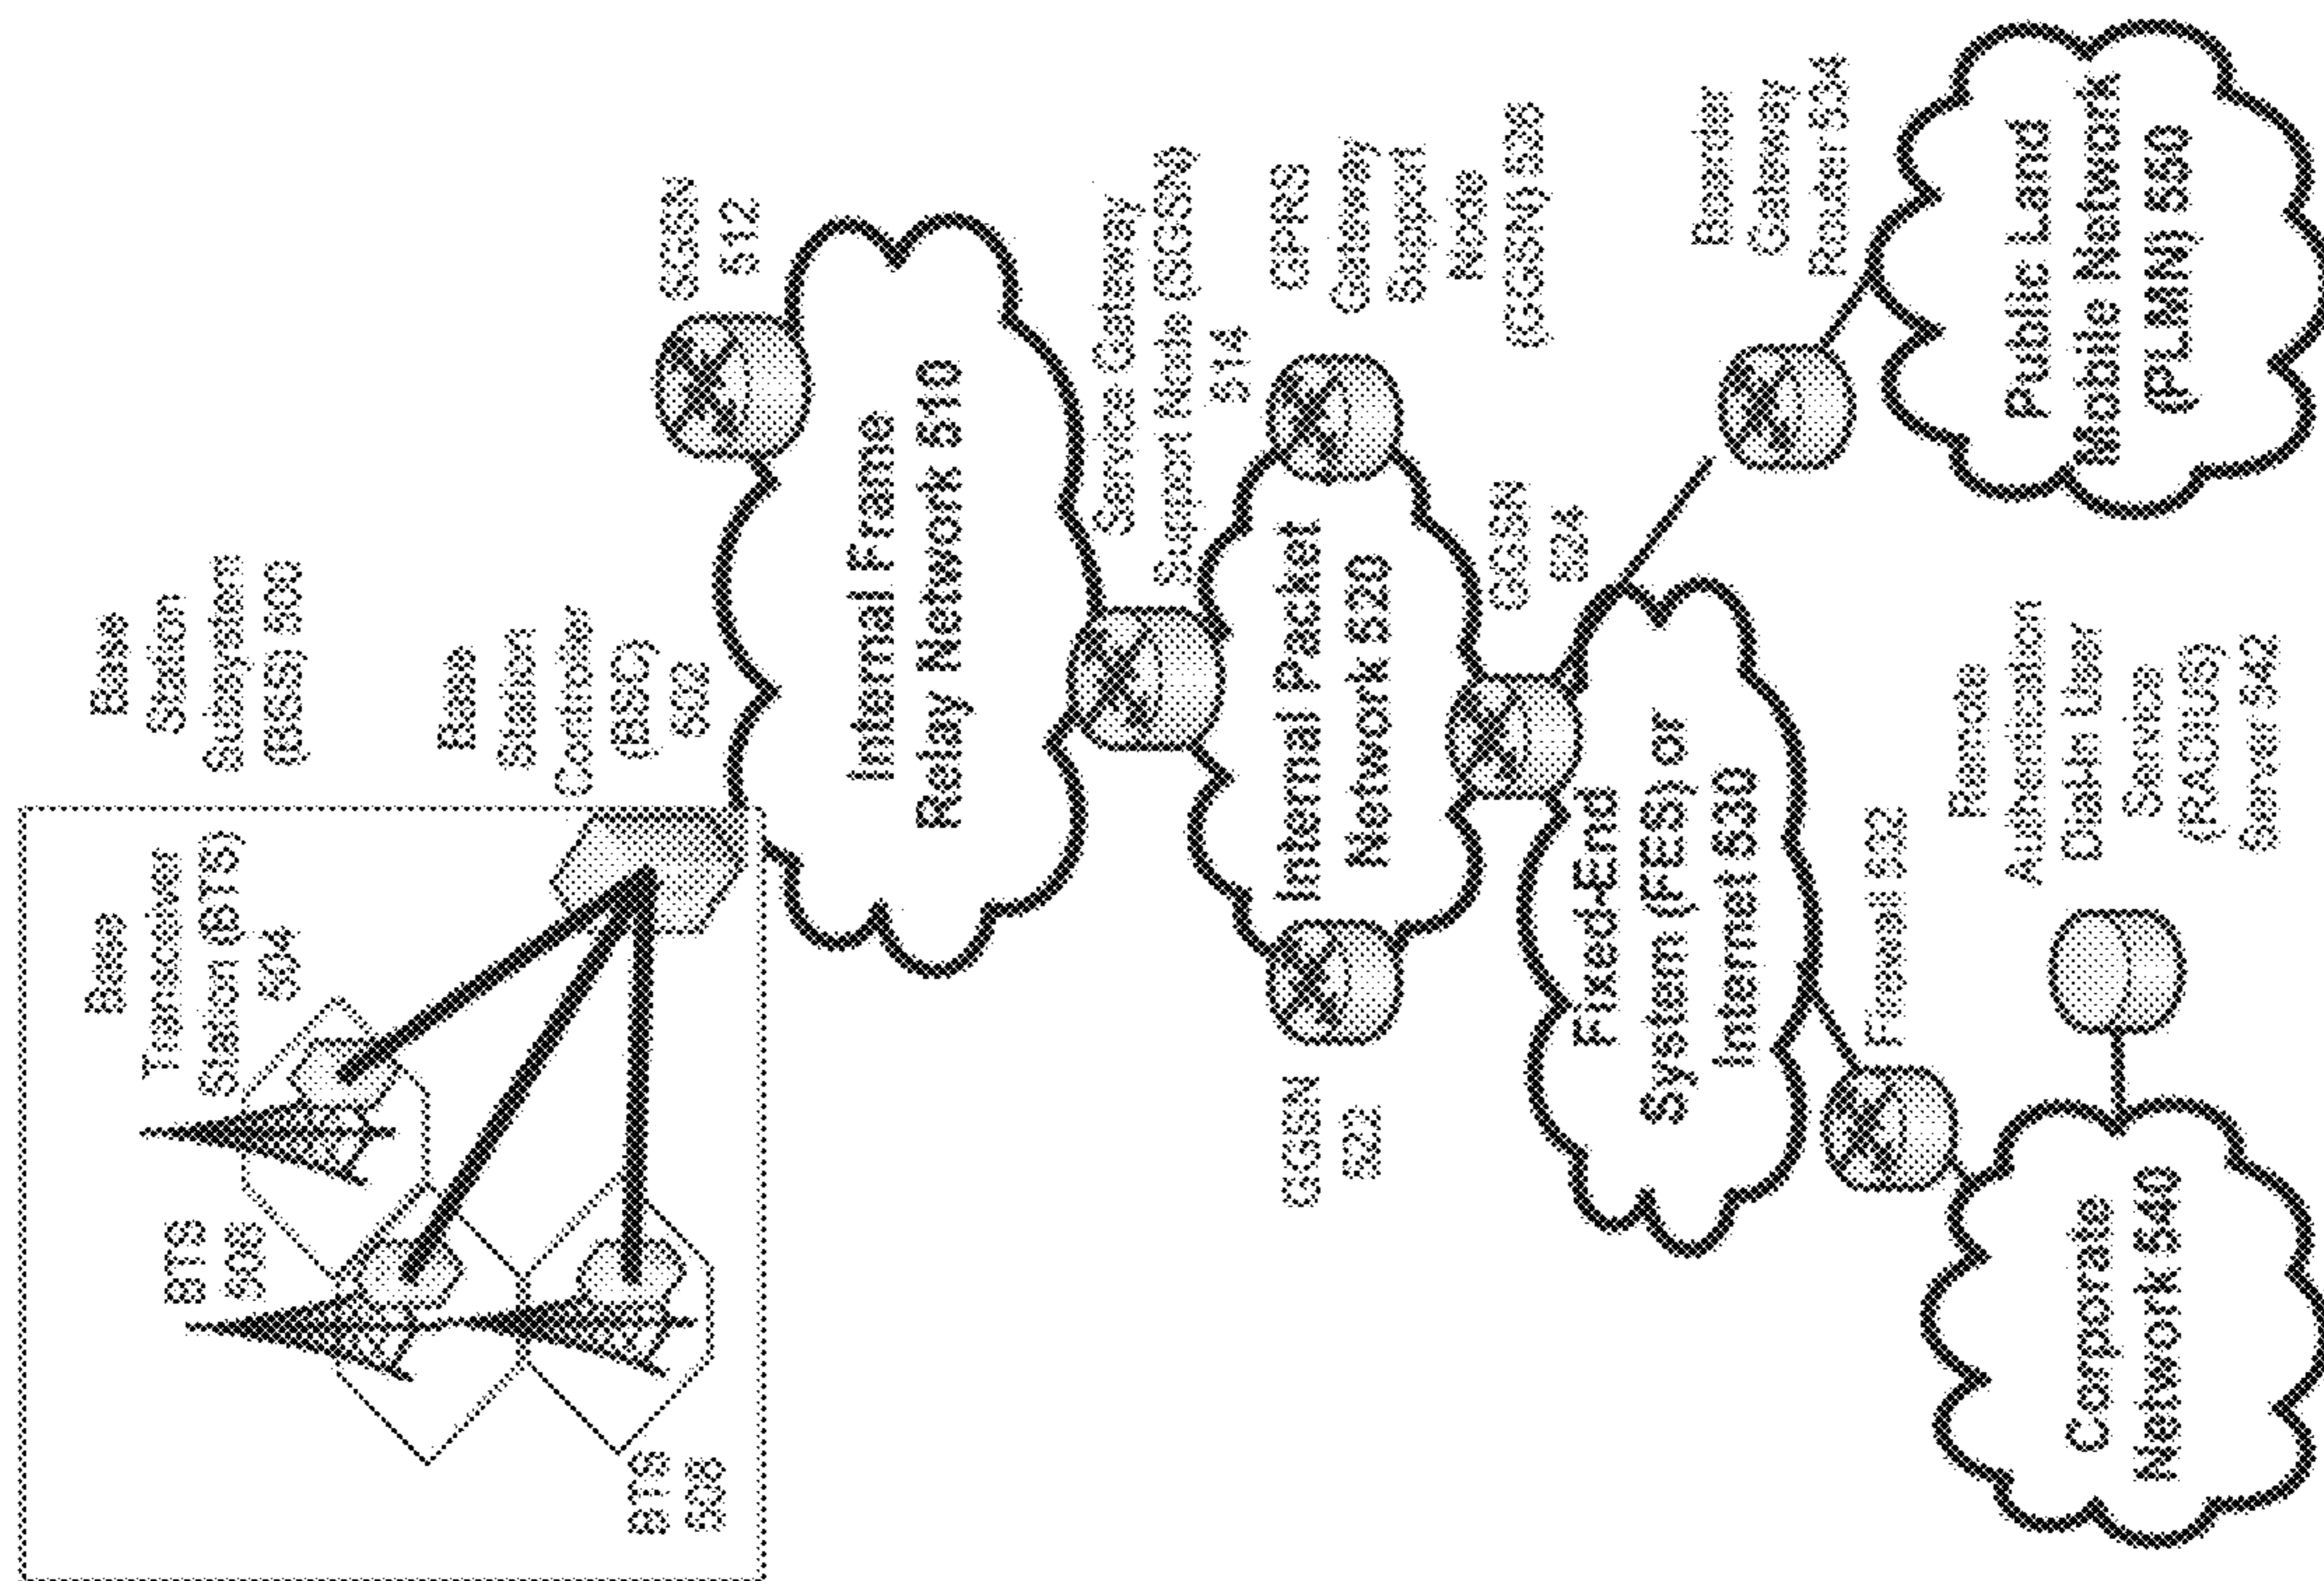 Base
Station
Subsystem
(BSS) 500
Base
Transceiver
Station (BTS)
504
BTS
506
BTS
508
Base
Station
Controller
(BSC)
502
SGSN
512
Internal Frame
Relay Network 510
Service Gateway
Support Node (SGSN)
514
GGSN
522
Internal Packet
Network 520
GPRS
Gateway
Support
Node
(GGSN) 526
GGSN
524
Fixed-End
System (FES) or
Internet 530
Boarder
Gateway
Router 534
Firewall 532
Public Land
Mobile Network
(PLMN) 550
Remote
Authentication
Dial-In User
Service
(RADIUS)
Server 542
Corporate
Network 540